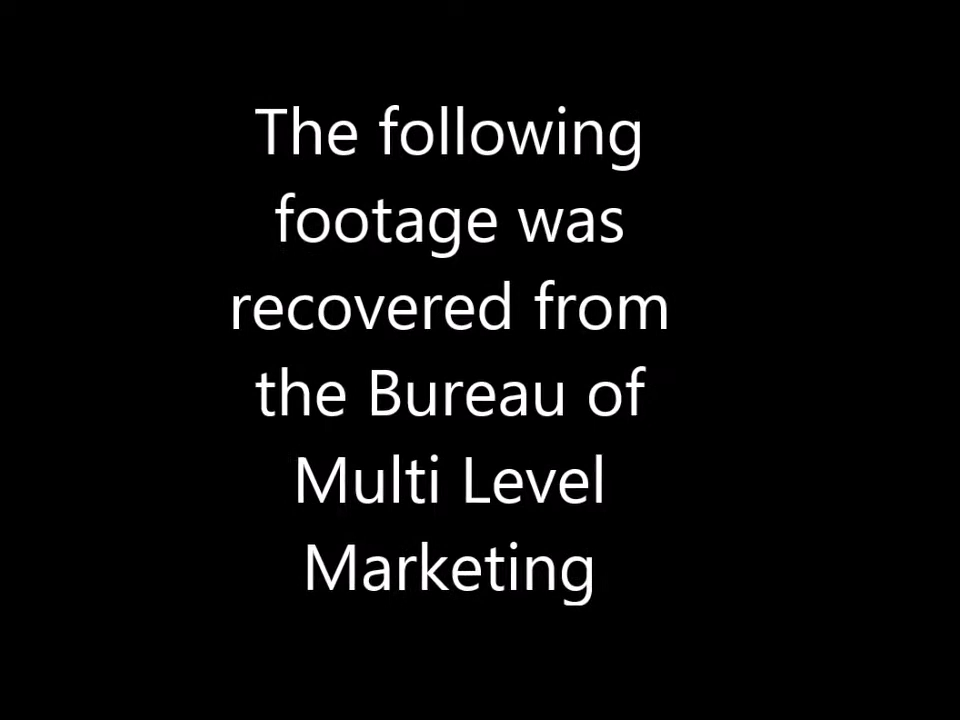 The following
footage was
recovered from
the Bureau of
Multi Level
Marketing